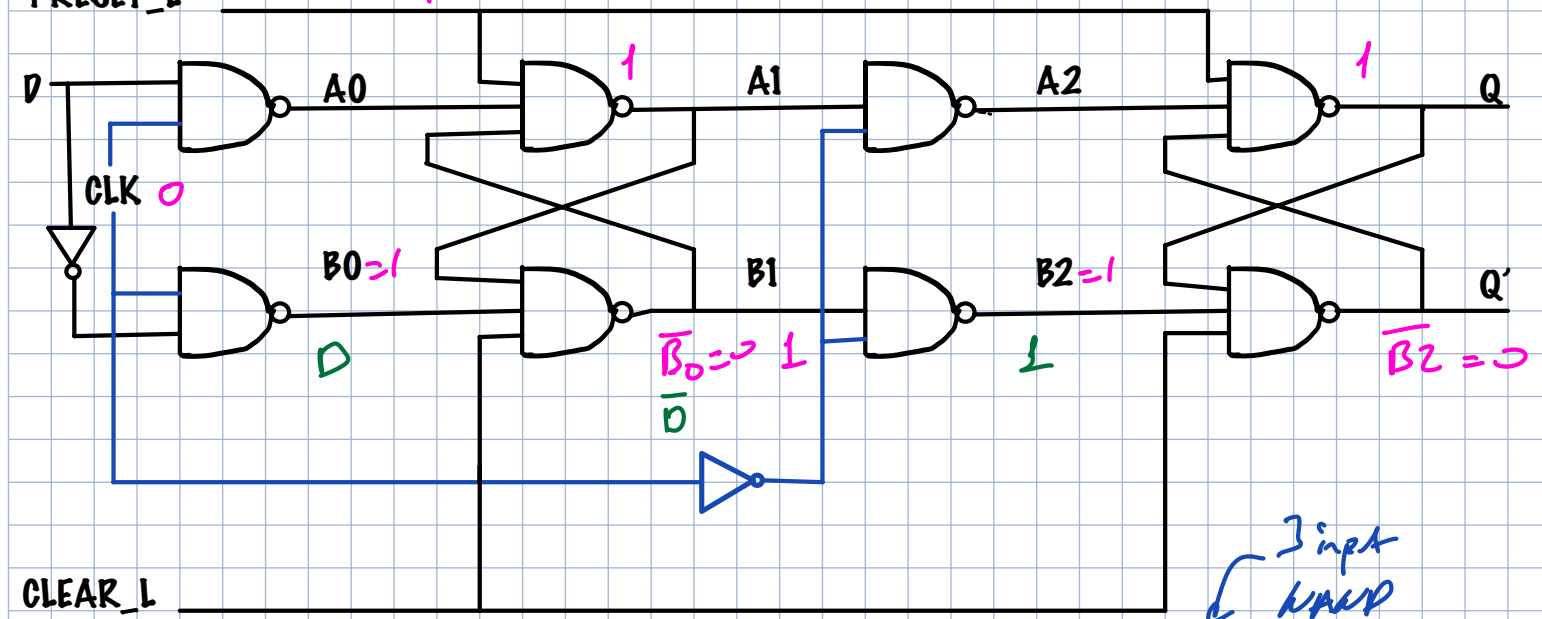 1 1
D A0 A1 A2 Q
CLK 0
B0=1 B1 B2=1 Q'
D B̅0̅=0 1 1 B̅2̅ = 0
D̅
3 input
NAND
CLEAR_L